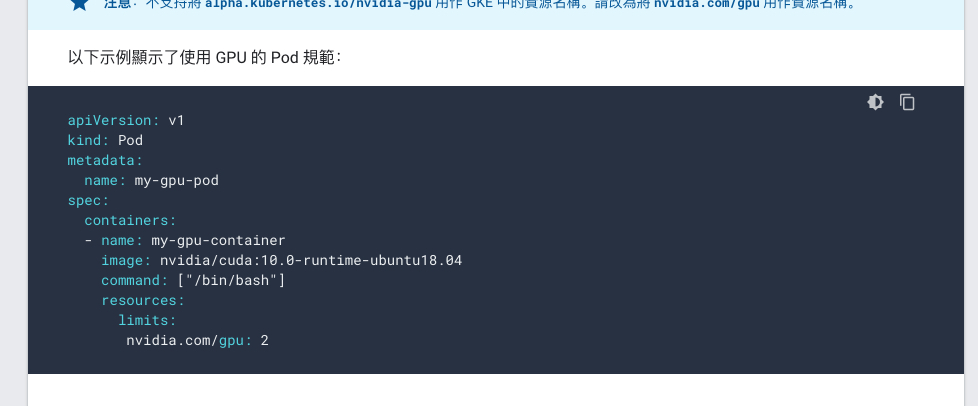 注意：不支持將 alpha.kubernetes.io/nvidia-gpu 用作 GKE 中的資源名稱。請改為將 nvidia.com/gpu 用作資源名稱。
以下示例顯示了使用 GPU 的 Pod 規範：
apiVersion: v1
kind: Pod
metadata:
  name: my-gpu-pod
spec:
  containers:
  - name: my-gpu-container
    image: nvidia/cuda:10.0-runtime-ubuntu18.04
    command: ["/bin/bash"]
    resources:
      limits:
       nvidia.com/gpu: 2